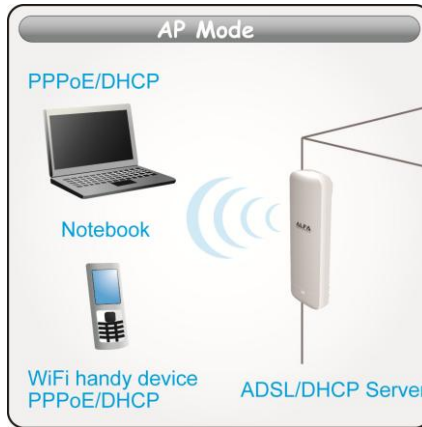 AP Mode
PPPoE/DHCP
Notebook
WiFi handy device
PPPoE/DHCP
ADSL/DHCP Server